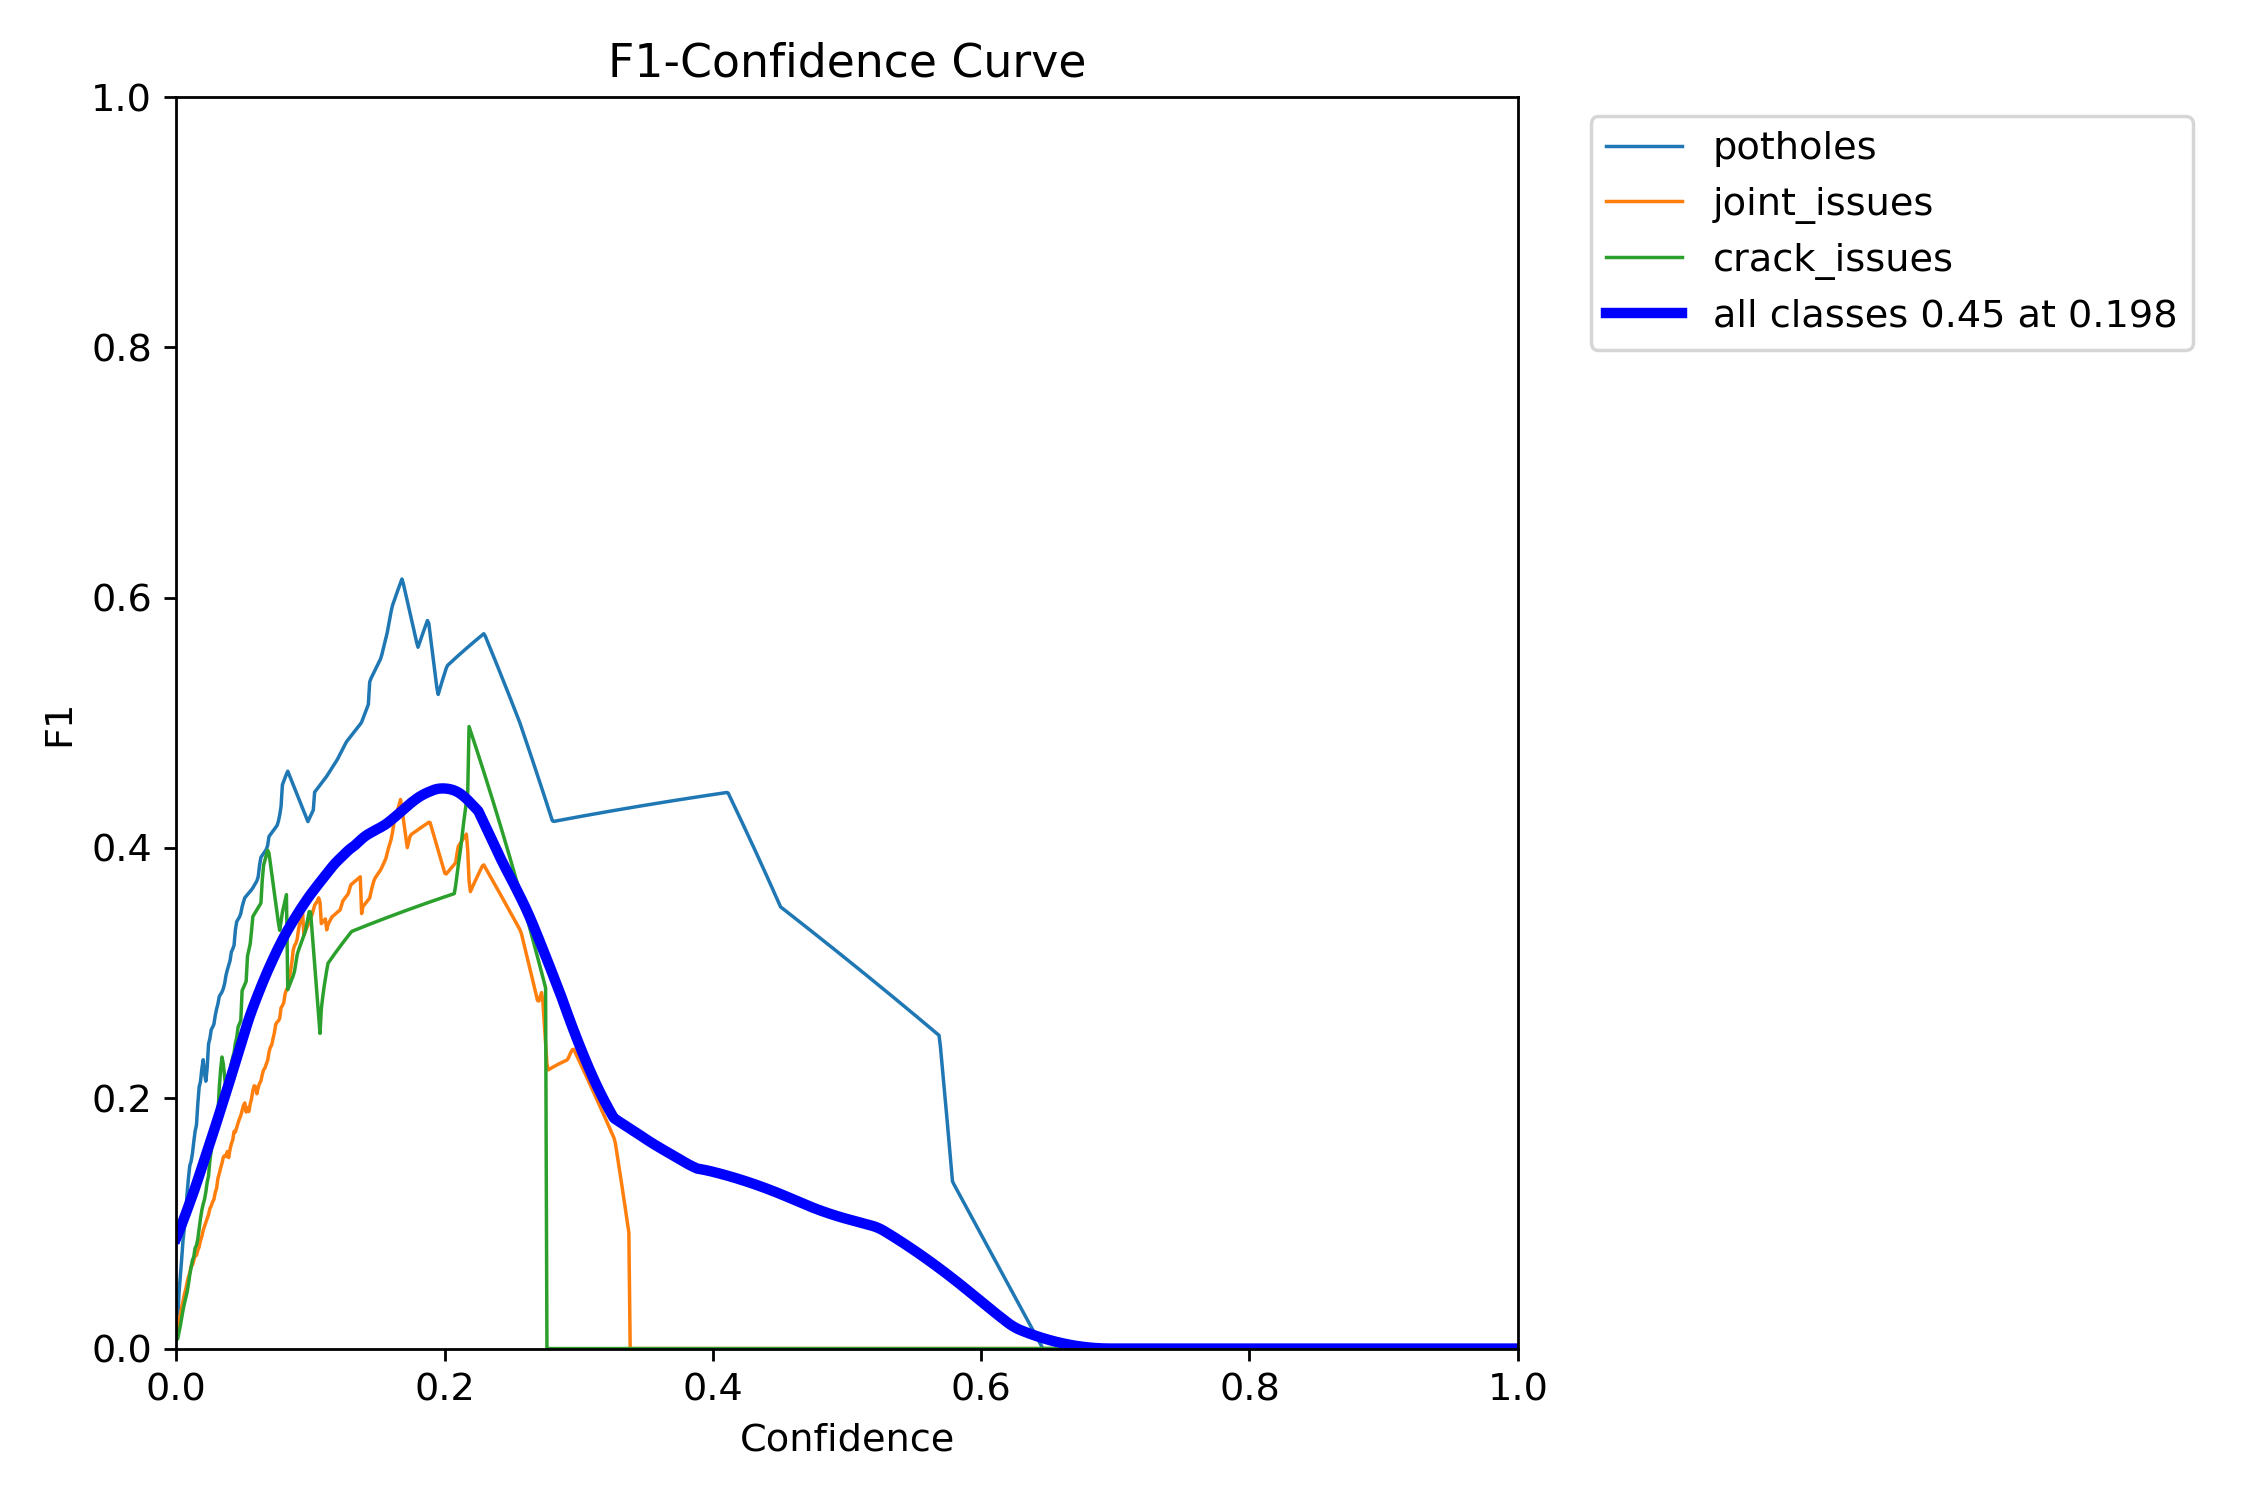 F1-Confidence Curve
1.0
0.8
0.6
0.4
0.2
0.0
F1
0.0 0.2 0.4 0.6 0.8 1.0
Confidence
potholes
joint_issues
crack_issues
all classes 0.45 at 0.198